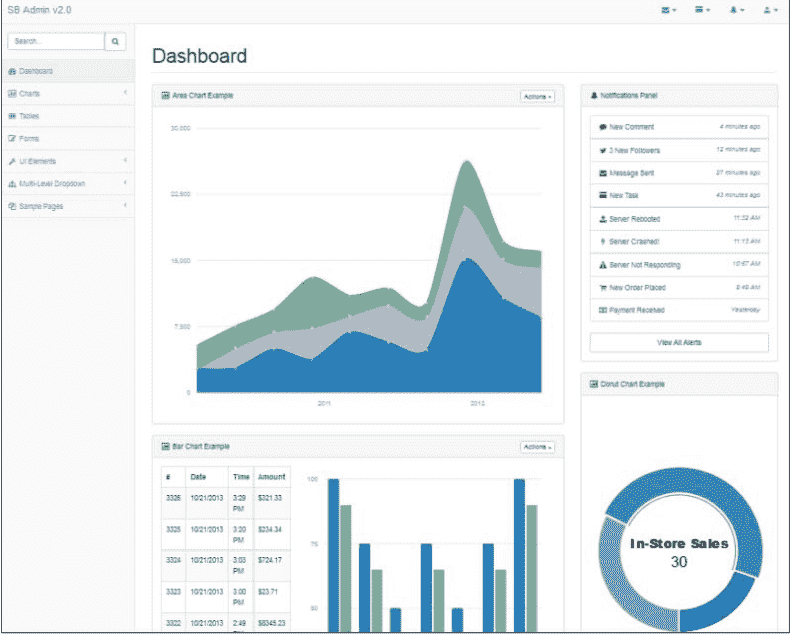 SB Admin v2.0
Search...
Dashboard
Charts
Tables
Forms
UI Elements
Multi-Level Dropdown
Sample Pages
Dashboard
Area Chart Example
Actions
30,000
22,500
15,000
7,500
0
2011
2012
Notifications Panel
New Comment 4 minutes ago
3 New Followers 12 minutes ago
Message Sent 27 minutes ago
New Task 43 minutes ago
Server Rebooted 11:32 AM
Server Crashed! 11:13 AM
Server Not Responding 10:57 AM
New Order Placed 9:49 AM
Payment Received Yesterday
View All Alerts
Bar Chart Example
Actions
# Date Time Amount
3326 10/21/2013 3:29
PM $321.33
3325 10/21/2013 3:20
PM $234.34
3324 10/21/2013 3:03
PM $724.17
3323 10/21/2013 3:00
PM $23.71
3322 10/21/2013 2:49
PM $8345.23
100
75
50
Donut Chart Example
In-Store Sales
30